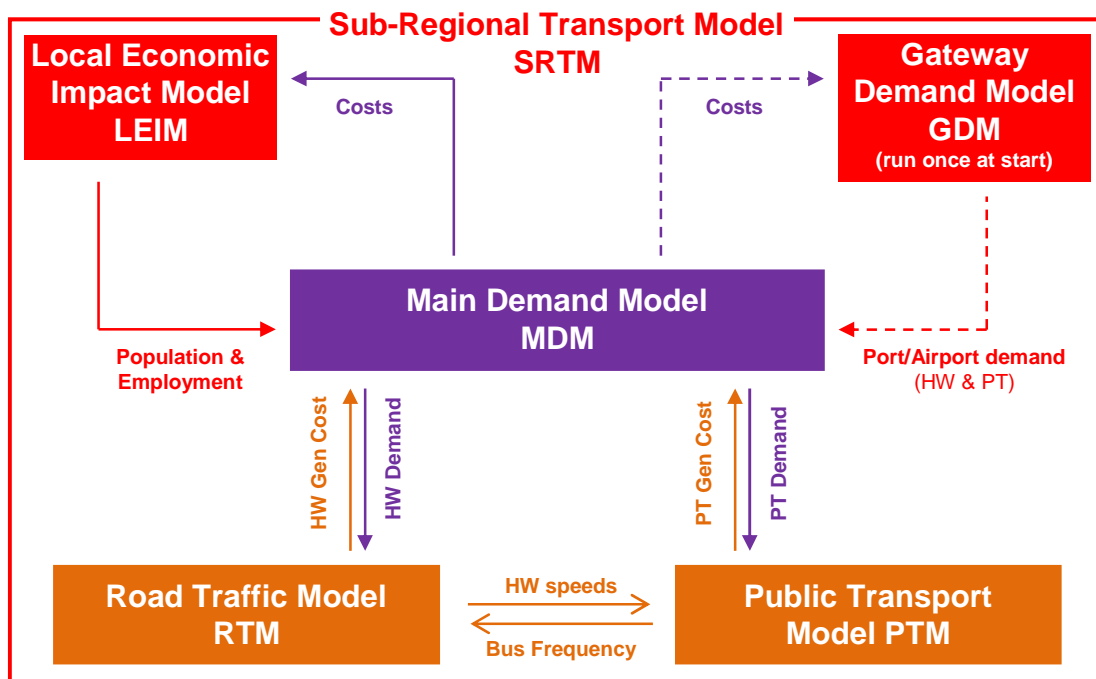 Sub-Regional Transport Model
SRTM
Local Economic
Impact Model
LEIM
Gateway
Demand Model
GDM
(run once at start)
Costs
Costs
Main Demand Model
MDM
Population &
Employment
Port/Airport demand
(HW & PT)
HW Gen Cost
HW Demand
PT Gen Cost
PT Demand
Road Traffic Model
RTM
HW speeds
Bus Frequency
Public Transport
Model PTM